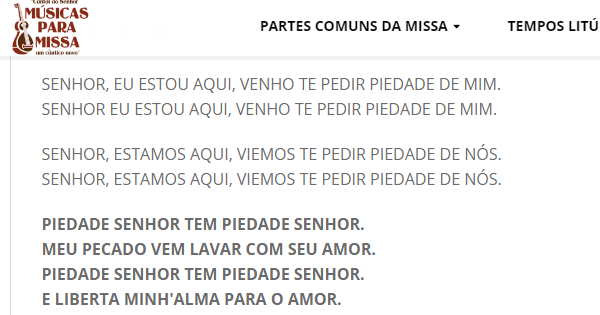 "Cantai ao Senhor
MÚSICAS
PARA
MISSA
um cântico novo"
PARTES COMUNS DA MISSA
TEMPOS LITÚ
SENHOR, EU ESTOU AQUI, VENHO TE PEDIR PIEDADE DE MIM.
SENHOR EU ESTOU AQUI, VENHO TE PEDIR PIEDADE DE MIM.
SENHOR, ESTAMOS AQUI, VIEMOS TE PEDIR PIEDADE DE NÓS.
SENHOR, ESTAMOS AQUI, VIEMOS TE PEDIR PIEDADE DE NÓS.
PIEDADE SENHOR TEM PIEDADE SENHOR.
MEU PECADO VEM LAVAR COM SEU AMOR.
PIEDADE SENHOR TEM PIEDADE SENHOR.
E LIBERTA MINH'ALMA PARA O AMOR.